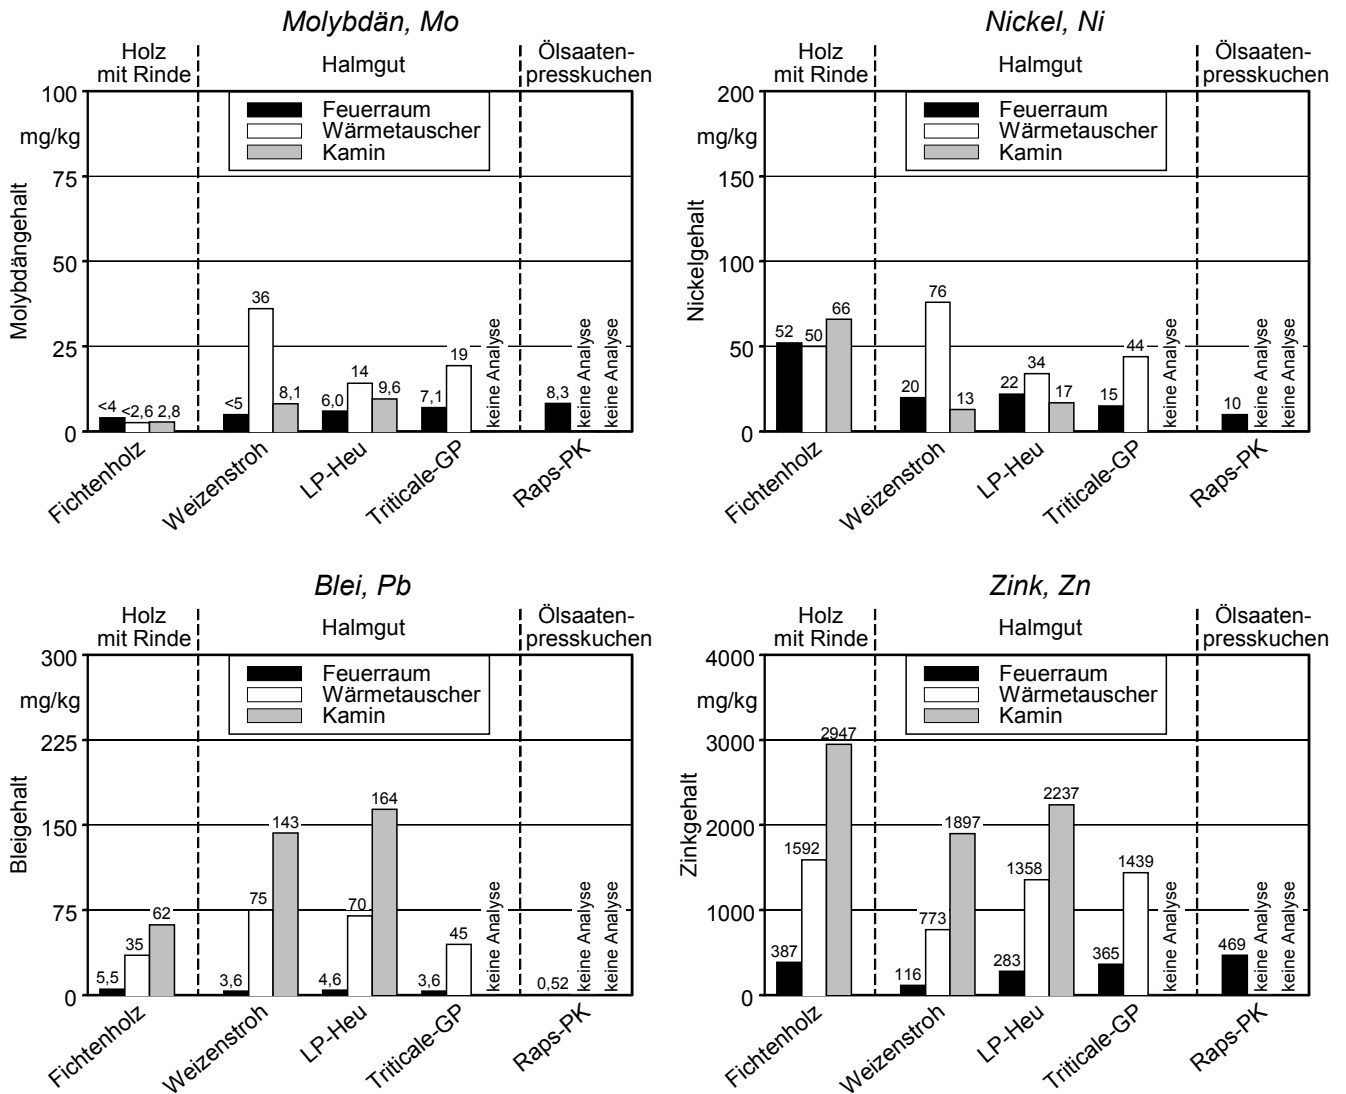 Molybdän, Mo
Holz
mit Rinde
Halmgut
Ölsaaten-
presskuchen
Feuerraum
Wärmetauscher
Kamin
100
mg/kg
75
50
25
0
Molybdängehalt
<4
<2,6
2,8
<5
36
8,1
6,0
14
9,6
7,1
19
keine Analyse
8,3
keine Analyse
keine Analyse
Fichtenholz
Weizenstroh
LP-Heu
Triticale-GP
Raps-PK
Nickel, Ni
Holz
mit Rinde
Halmgut
Ölsaaten-
presskuchen
Feuerraum
Wärmetauscher
Kamin
200
mg/kg
150
100
50
0
Nickelgehalt
52
50
66
20
76
13
22
34
17
15
44
keine Analyse
10
keine Analyse
keine Analyse
Fichtenholz
Weizenstroh
LP-Heu
Triticale-GP
Raps-PK
Blei, Pb
Holz
mit Rinde
Halmgut
Ölsaaten-
presskuchen
Feuerraum
Wärmetauscher
Kamin
300
mg/kg
225
150
75
0
Bleigehalt
5,5
35
62
3,6
75
143
4,6
70
164
3,6
45
keine Analyse
0,52
keine Analyse
keine Analyse
Fichtenholz
Weizenstroh
LP-Heu
Triticale-GP
Raps-PK
Zink, Zn
Holz
mit Rinde
Halmgut
Ölsaaten-
presskuchen
Feuerraum
Wärmetauscher
Kamin
4000
mg/kg
3000
2000
1000
0
Zinkgehalt
387
1592
2947
116
773
1897
283
1358
2237
365
1439
keine Analyse
469
keine Analyse
keine Analyse
Fichtenholz
Weizenstroh
LP-Heu
Triticale-GP
Raps-PK